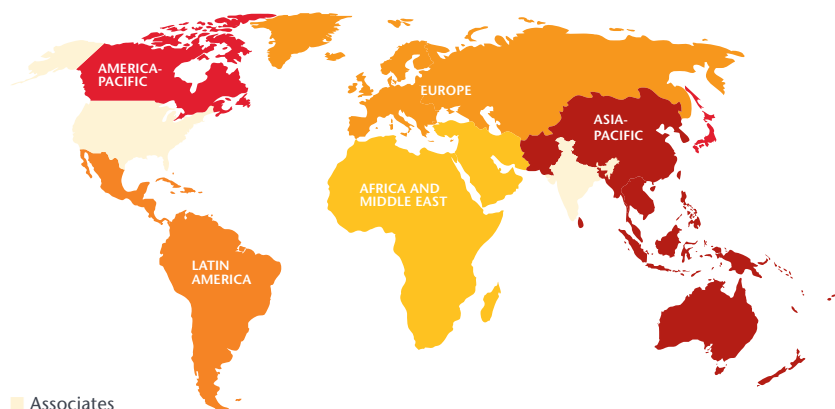 AMERICA-
PACIFIC
EUROPE
ASIA-
PACIFIC
AFRICA AND
MIDDLE EAST
LATIN
AMERICA
Associates